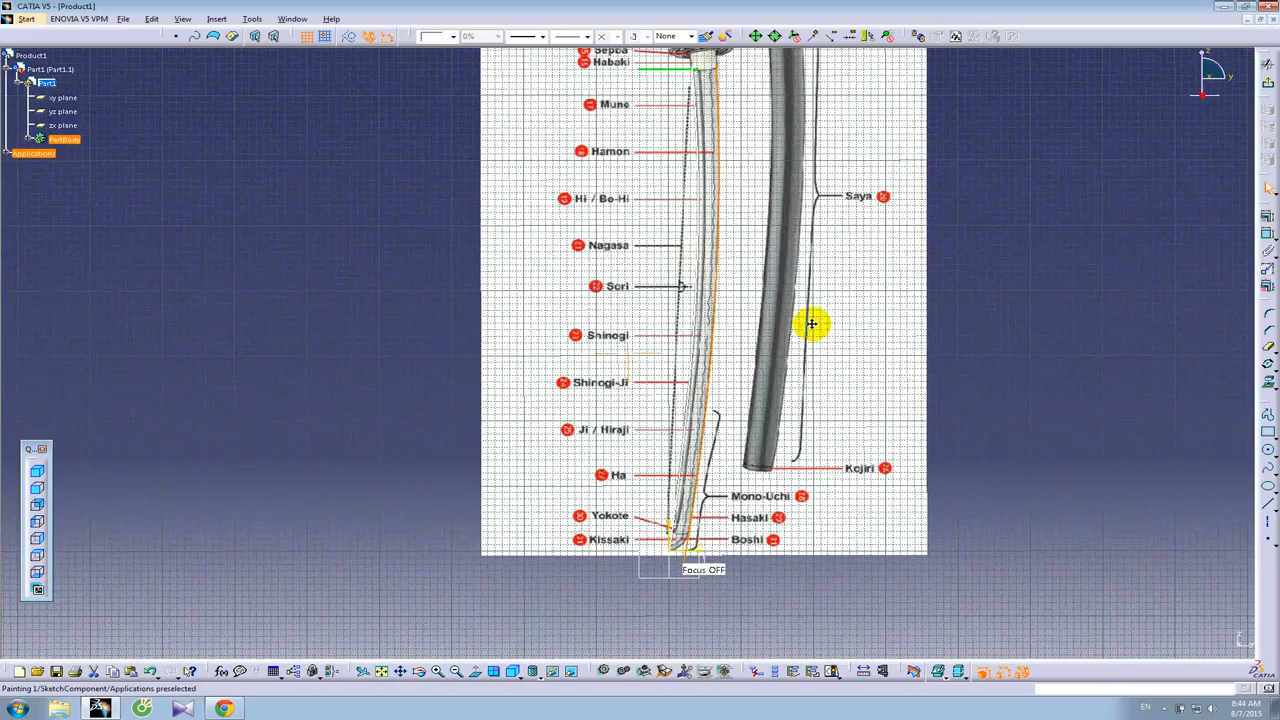 CATIA V5 - [Product1]
Start ENOVIA V5 VPM File Edit View Insert Tools Window Help
0% None
Product1
Part1 (Part1.1)
Part1
xy plane
yz plane
zx plane
PartBody
Applications
Seppa
Habaki
Mune
Hamon
Hi / Bo-Hi
Saya
Nagasa
Sori
Shinogi
Shinogi-Ji
Ji / Hiraji
Ha
Kojiri
Mono-Uchi
Yokote
Hasaki
Kissaki
Boshi
Focus OFF
z
y
x
Q...
CATIA
Painting 1/SketchComponent/Applications preselected
EN
8:44 AM
8/7/2015